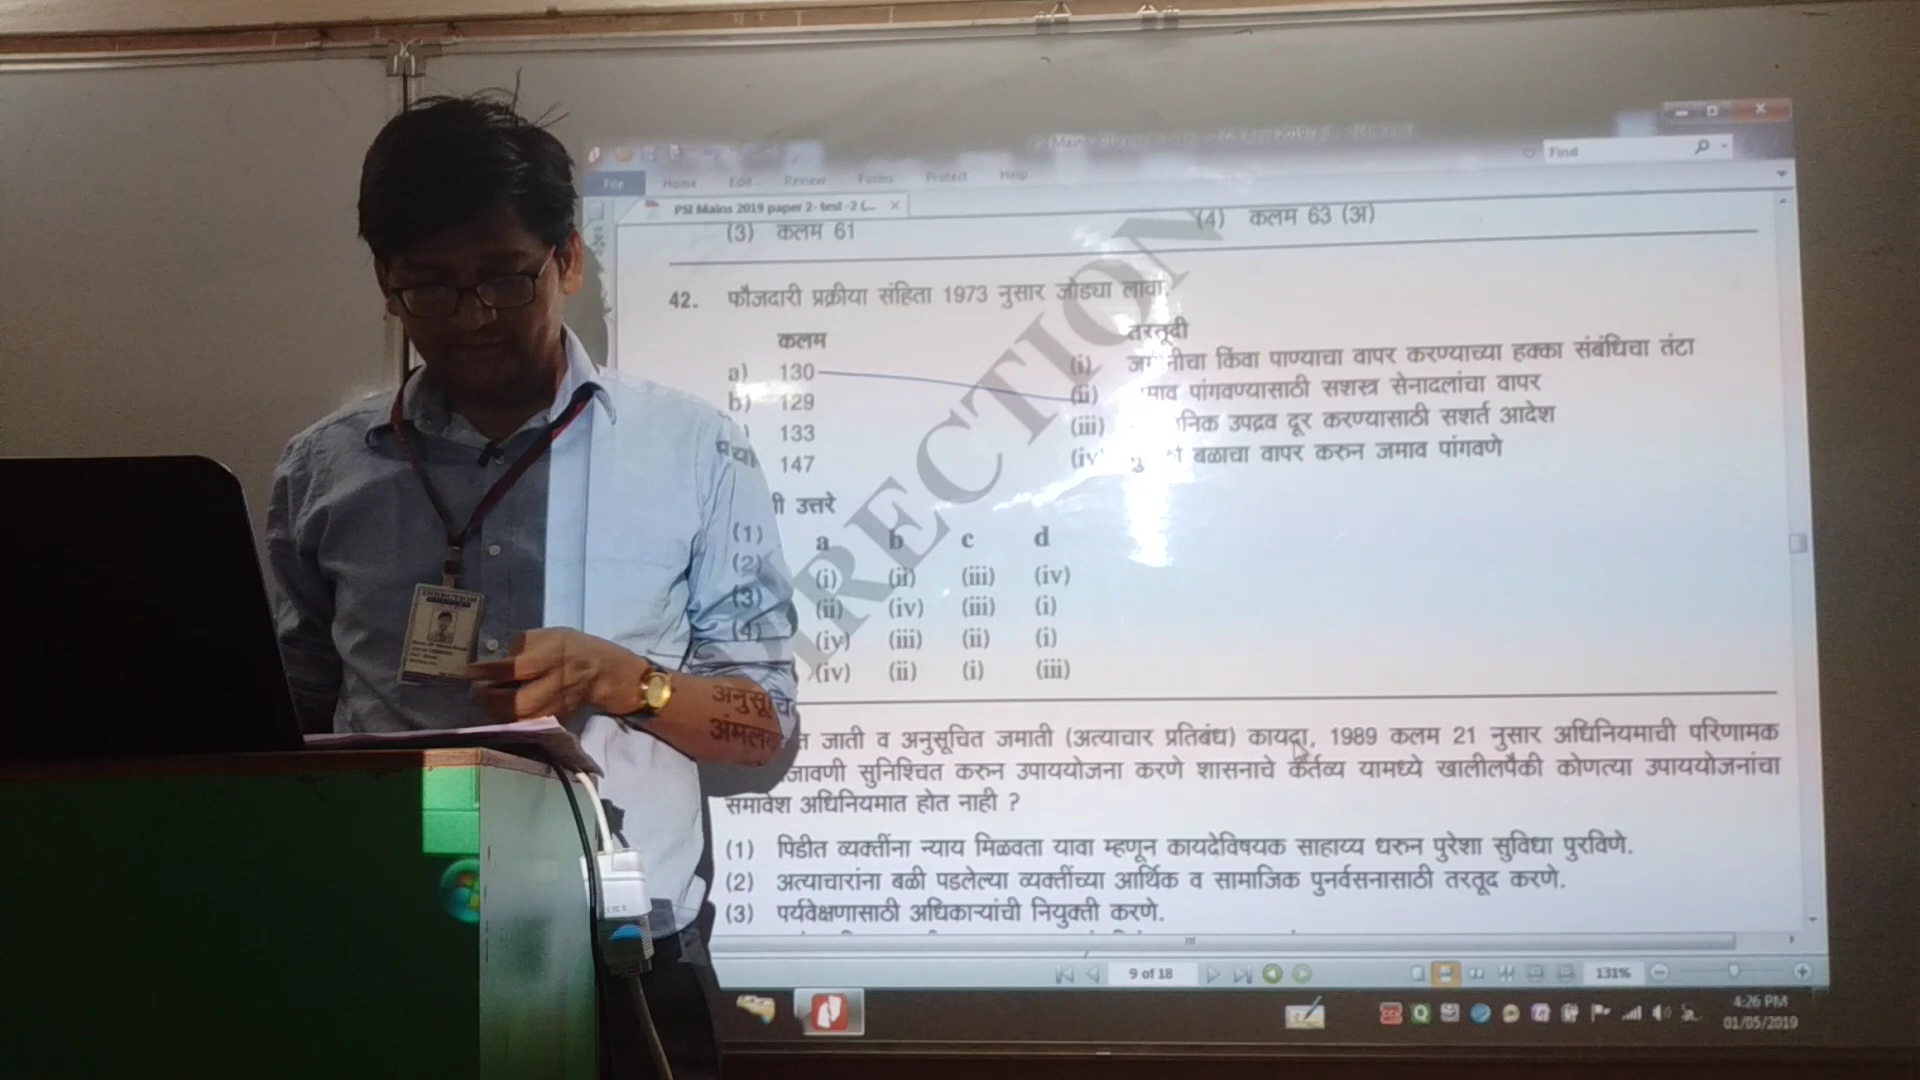 Find
File Home Edit Review Forms Protect Help
PSI Mains 2019 paper 2- test -2 (...
(3) कलम 61 (4) कलम 63 (अ)
42. फौजदारी प्रक्रीया संहिता 1973 नुसार जोड्या लावा.
कलम तरतूदी
a) 130 (i) किंवा पाण्याचा वापर करण्याच्या हक्का संबंधिचा तंटा
b) 129 (ii) पांगवण्यासाठी सशस्त्र सेनादलांचा वापर
133 (iii) उपद्रव दूर करण्यासाठी सशर्त आदेश
147 (iv) बळाचा वापर करुन जमाव पांगवणे
उत्तरे
a b c d
(1) (i) (ii) (iii) (iv)
(2) (ii) (iv) (iii) (i)
(3) (iv) (iii) (ii) (i)
(4) (iv) (ii) (i) (iii)
जाती व अनुसूचित जमाती (अत्याचार प्रतिबंध) कायदा, 1989 कलम 21 नुसार अधिनियमाची परिणामक
सुनिश्चित करुन उपाययोजना करणे शासनाचे कर्तव्य यामध्ये खालीलपैकी कोणत्या उपाययोजनांचा
समावेश अधिनियमात होत नाही ?
(1) पिडीत व्यक्तींना न्याय मिळवता यावा म्हणून कायदेविषयक साहाय्य धरुन पुरेशा सुविधा पुरविणे.
(2) अत्याचारांना बळी पडलेल्या व्यक्तींच्या आर्थिक व सामाजिक पुनर्वसनासाठी तरतूद करणे.
(3) पर्यवेक्षणासाठी अधिकाऱ्यांची नियुक्ती करणे.
DIRECTION
9 of 18 131%
4:26 PM
01/05/2019
DIRECTION